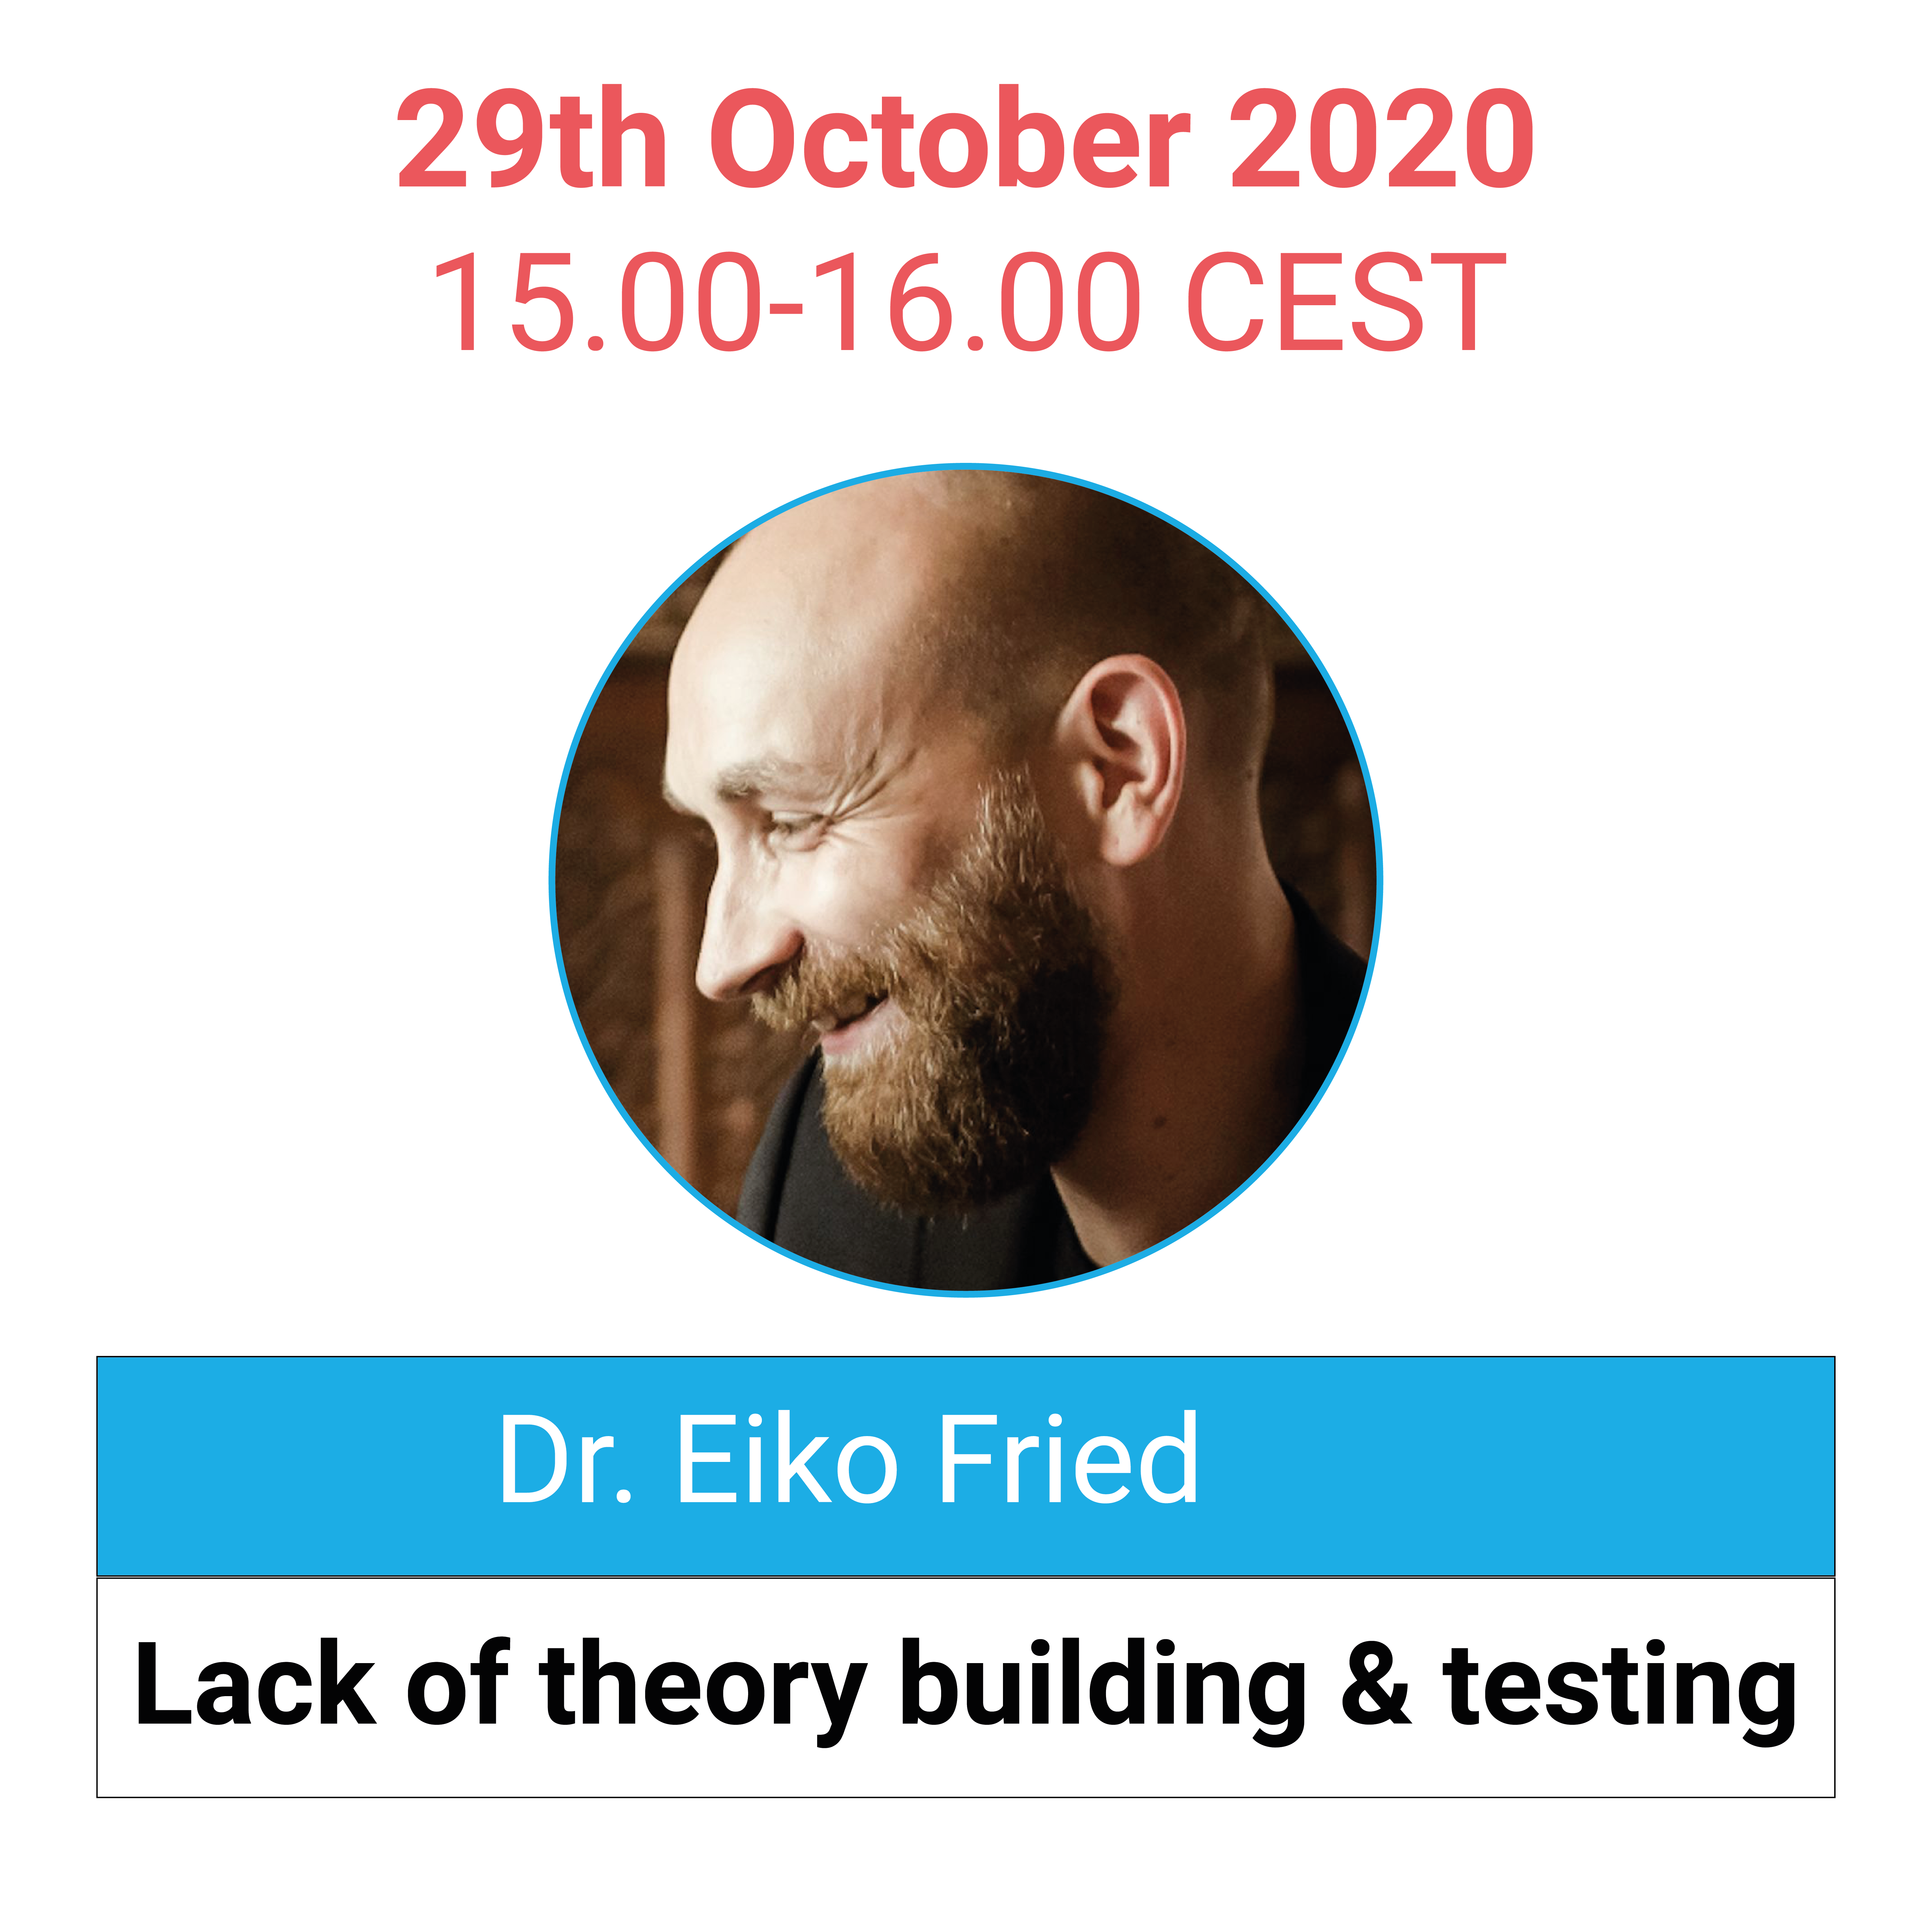 29th October 2020
15.00-16.00 CEST
Dr. Eiko Fried
Lack of theory building & testing